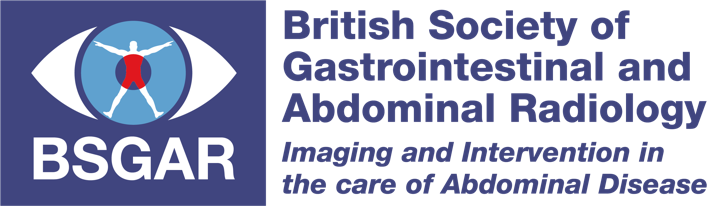 BSGAR
British Society of
Gastrointestinal and
Abdominal Radiology
Imaging and Intervention in
the care of Abdominal Disease